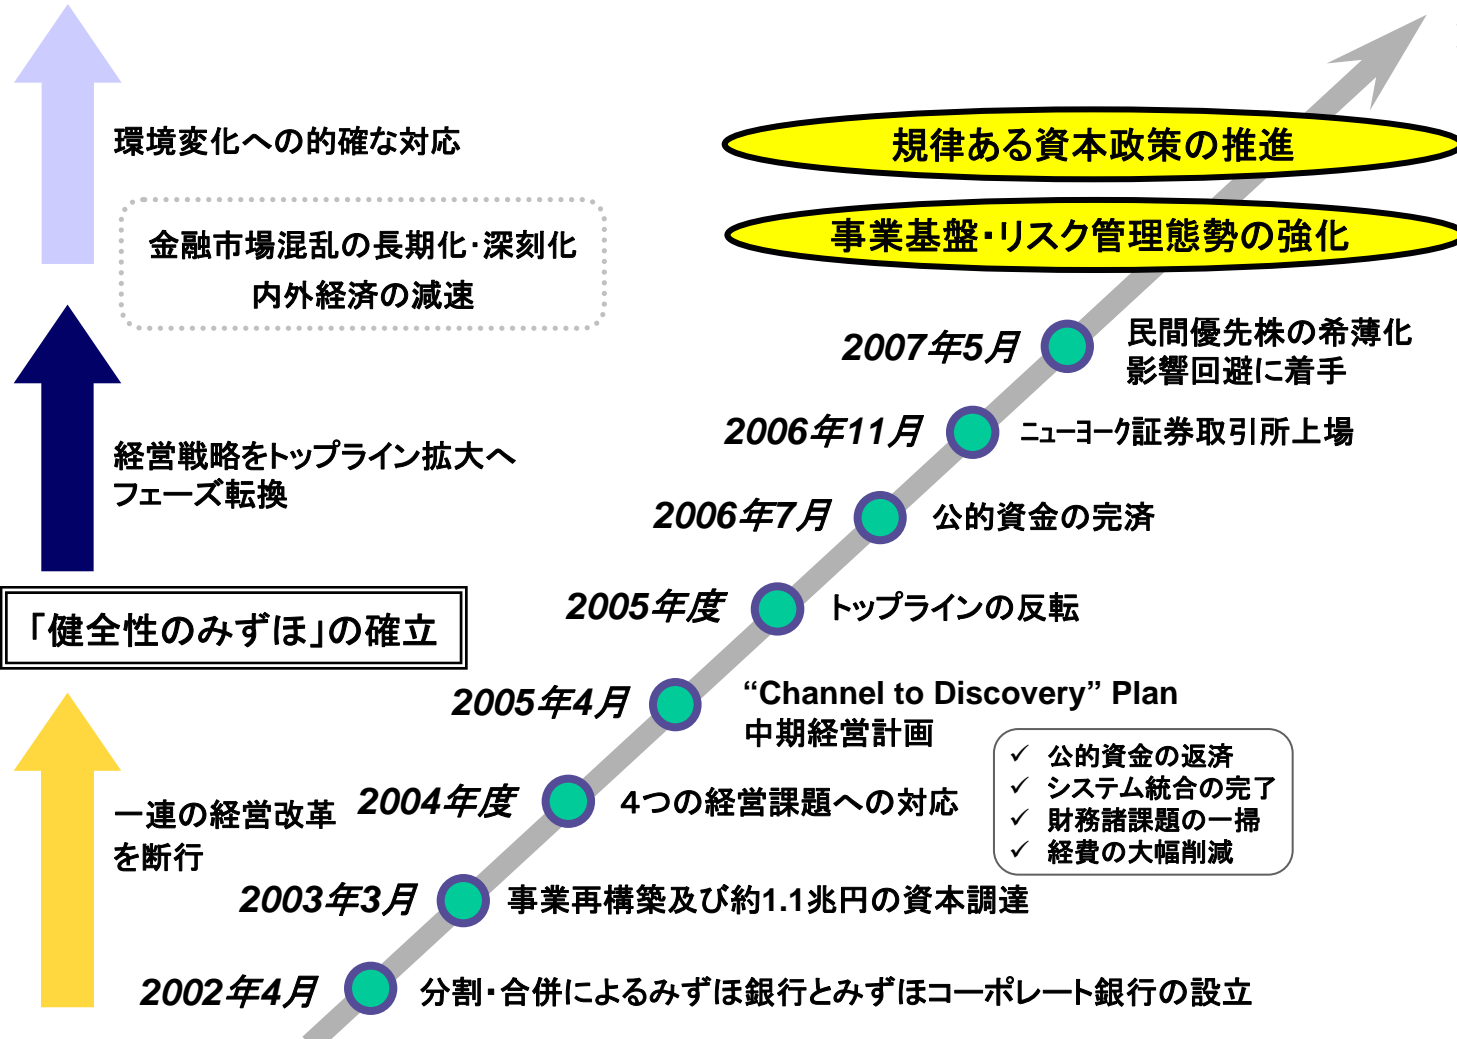 環境変化への的確な対応
規律ある資本政策の推進
金融市場混乱の長期化・深刻化
内外経済の減速
事業基盤・リスク管理態勢の強化
2007年5月
民間優先株の希薄化
影響回避に着手
2006年11月
ニューヨーク証券取引所上場
経営戦略をトップライン拡大へ
フェーズ転換
2006年7月
公的資金の完済
2005年度
トップラインの反転
「健全性のみずほ」の確立
2005年4月
“Channel to Discovery” Plan
中期経営計画
✓ 公的資金の返済
✓ システム統合の完了
✓ 財務諸課題の一掃
✓ 経費の大幅削減
2004年度
4つの経営課題への対応
一連の経営改革
を断行
2003年3月
事業再構築及び約1.1兆円の資本調達
2002年4月
分割・合併によるみずほ銀行とみずほコーポレート銀行の設立